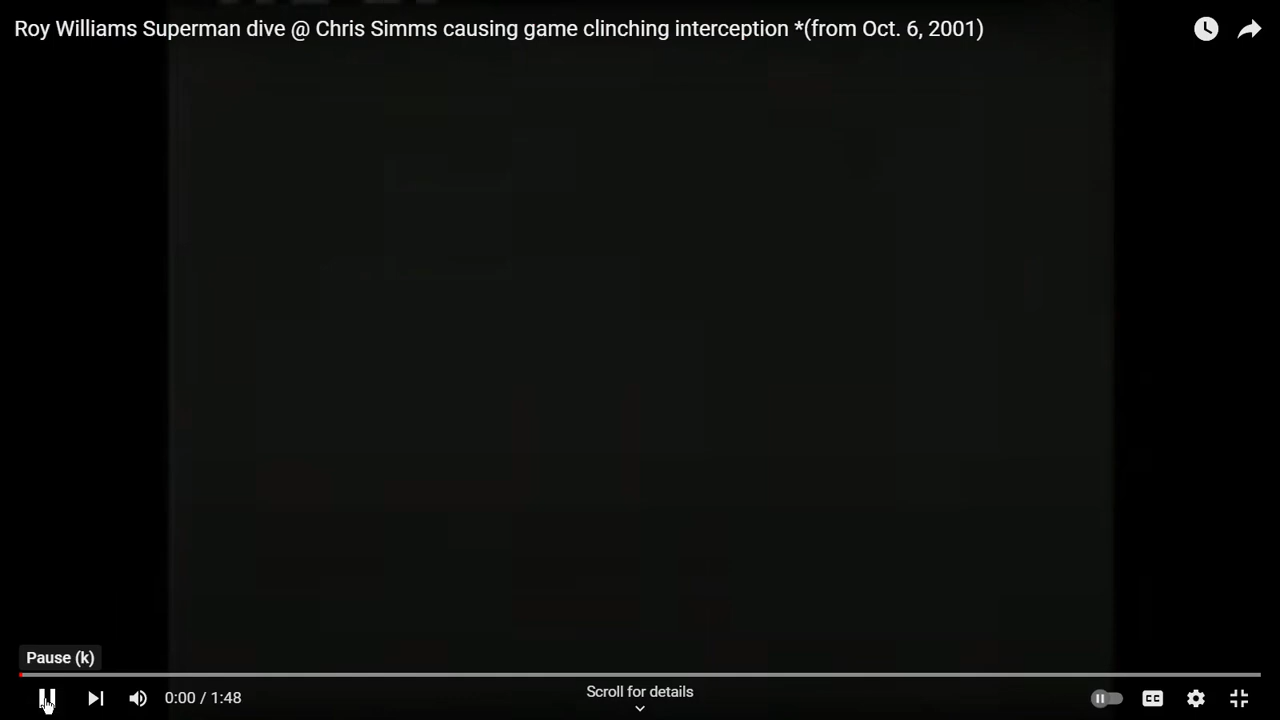 Roy Williams Superman dive @ Chris Simms causing game clinching interception *(from Oct. 6, 2001)
Pause (k)
0:00 / 1:48
Scroll for details
CC